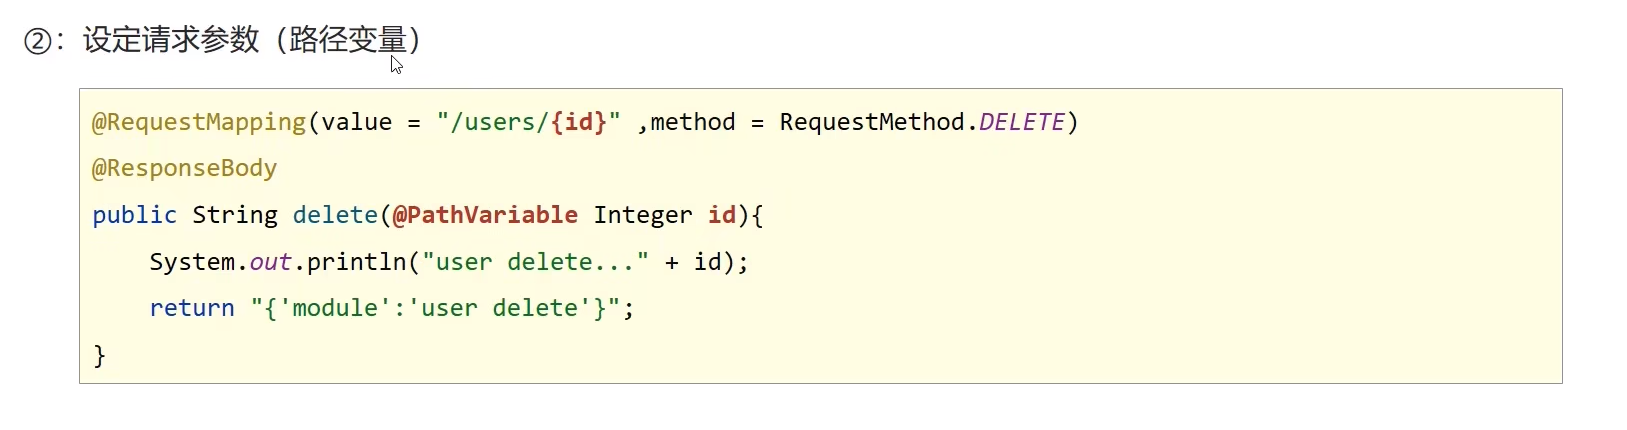 ②：设定请求参数（路径变量）
@RequestMapping(value = "/users/{id}" ,method = RequestMethod.DELETE)
@ResponseBody
public String delete(@PathVariable Integer id){
    System.out.println("user delete..." + id);
    return "{'module':'user delete'}";
}